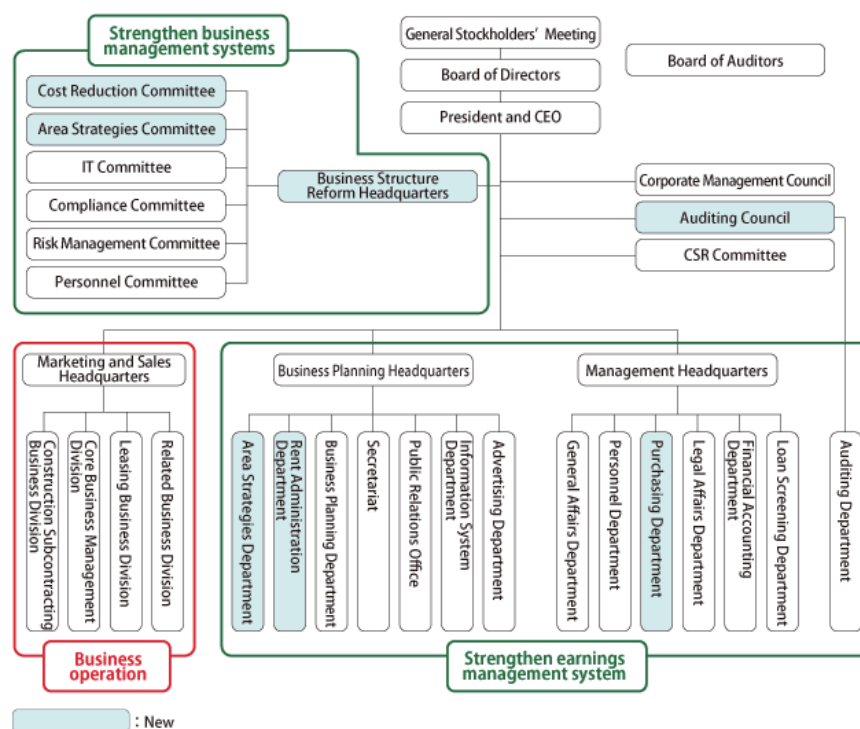 Strengthen business
management systems
General Stockholders' Meeting
Board of Directors
President and CEO
Board of Auditors
Cost Reduction Committee
Area Strategies Committee
IT Committee
Compliance Committee
Risk Management Committee
Personnel Committee
Business Structure
Reform Headquarters
Corporate Management Council
Auditing Council
CSR Committee
Marketing and Sales
Headquarters
Business Planning Headquarters
Management Headquarters
Construction Subcontracting
Business Division
Core Business Management
Division
Leasing Business Division
Related Business Division
Area Strategies Department
Rent Administration
Department
Business Planning Department
Secretariat
Public Relations Office
Information System
Department
Advertising Department
General Affairs Department
Personnel Department
Purchasing Department
Legal Affairs Department
Financial Accounting
Department
Loan Screening Department
Auditing Department
Business
operation
Strengthen earnings
management system
: New